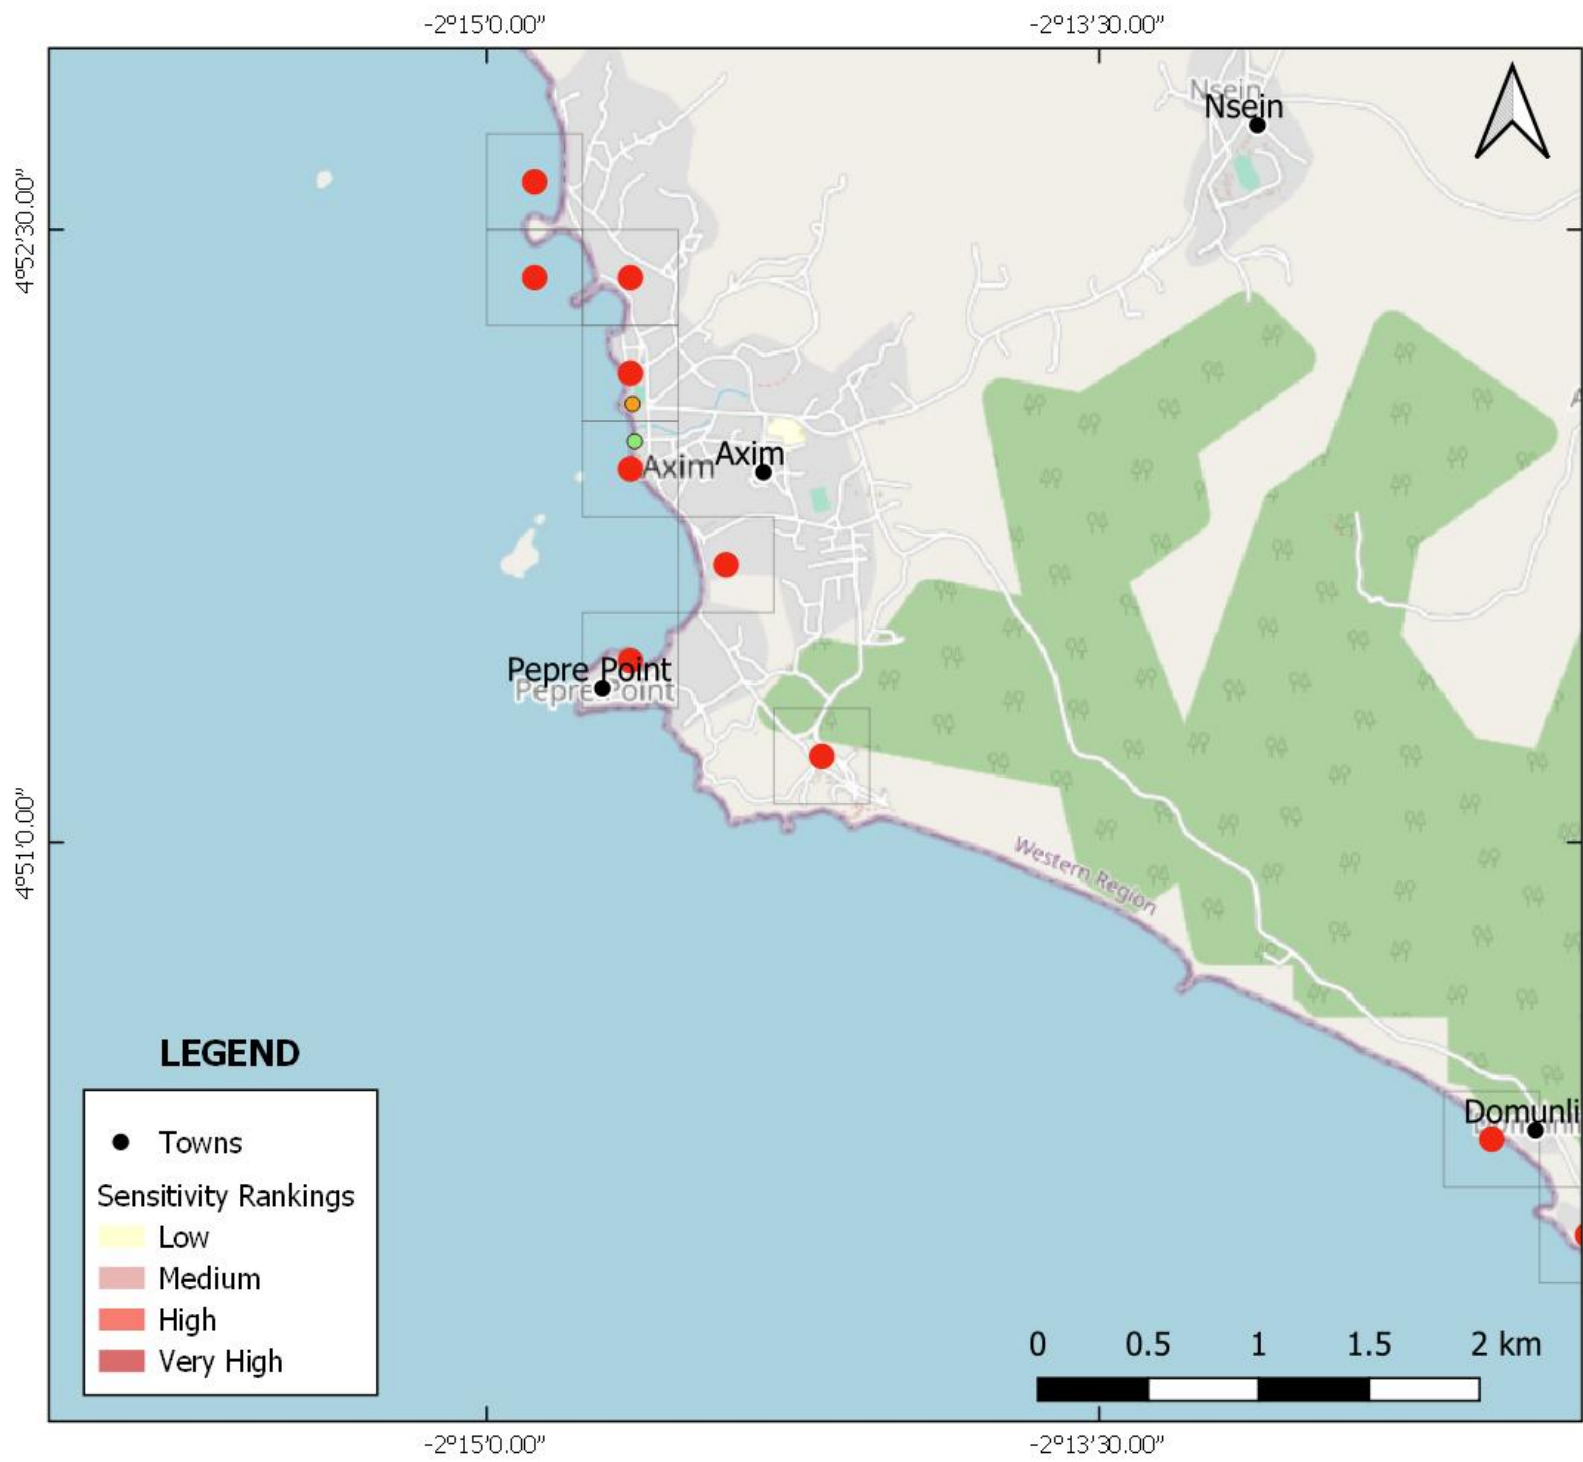 -2°15'0.00"
-2°13'30.00"
Nsein
Nsein
4°52'30.00"
Axim
Axim
Pepre Point
Pepre Point
4°51'0.00"
Western Region
LEGEND
Towns
Sensitivity Rankings
Low
Medium
High
Very High
Domunli
0 0.5 1 1.5 2 km
-2°15'0.00"
-2°13'30.00"